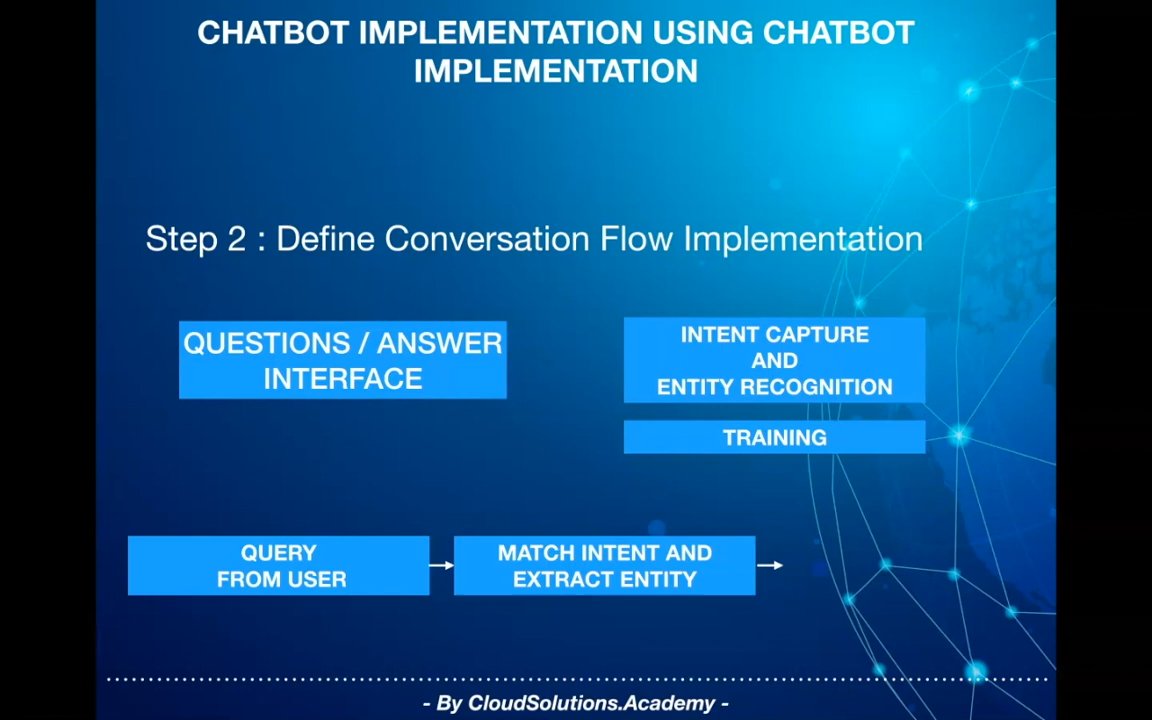 CHATBOT IMPLEMENTATION USING CHATBOT
IMPLEMENTATION
Step 2 : Define Conversation Flow Implementation
QUESTIONS / ANSWER
INTERFACE
INTENT CAPTURE
AND
ENTITY RECOGNITION
TRAINING
QUERY
FROM USER
MATCH INTENT AND
EXTRACT ENTITY
- By CloudSolutions.Academy -